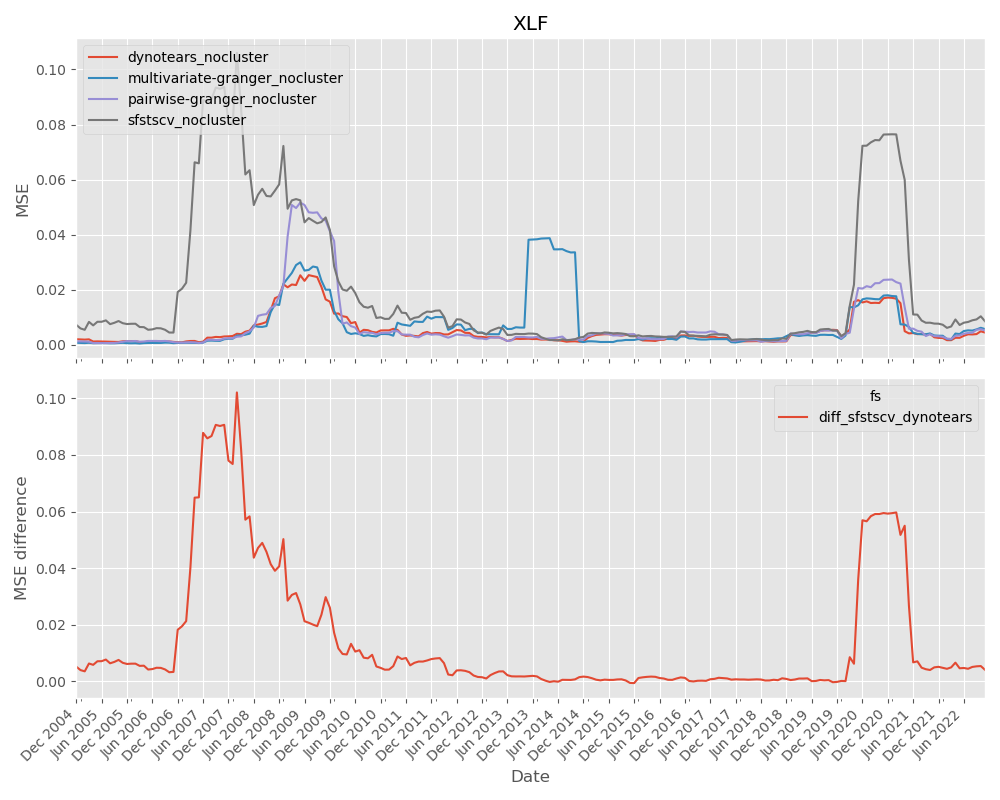 XLF
dynotears_nocluster
multivariate-granger_nocluster
pairwise-granger_nocluster
sfstscv_nocluster
MSE
0.10
0.08
0.06
0.04
0.02
0.00
fs
diff_sfstscv_dynotears
MSE difference
0.10
0.08
0.06
0.04
0.02
0.00
Dec 2004
Jun 2005
Dec 2005
Jun 2006
Dec 2006
Jun 2007
Dec 2007
Jun 2008
Dec 2008
Jun 2009
Dec 2009
Jun 2010
Dec 2010
Jun 2011
Dec 2011
Jun 2012
Dec 2012
Jun 2013
Dec 2013
Jun 2014
Dec 2014
Jun 2015
Dec 2015
Jun 2016
Dec 2016
Jun 2017
Dec 2017
Jun 2018
Dec 2018
Jun 2019
Dec 2019
Jun 2020
Dec 2020
Jun 2021
Dec 2021
Jun 2022
Date